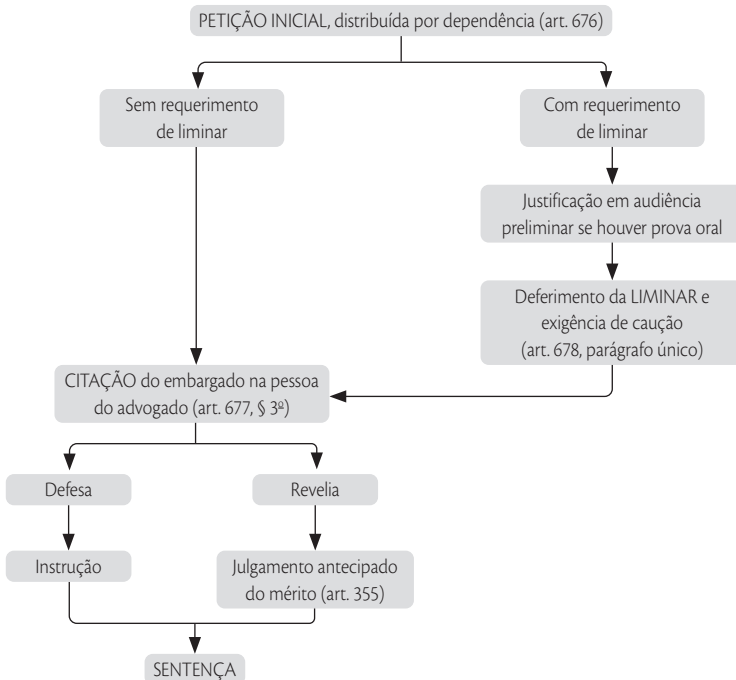 PETIÇÃO INICIAL, distribuída por dependência (art. 676)
Sem requerimento
de liminar
Com requerimento
de liminar
Justificação em audiência
preliminar se houver prova oral
Deferimento da LIMINAR e
exigência de caução
(art. 678, parágrafo único)
CITAÇÃO do embargado na pessoa
do advogado (art. 677, § 3º)
Defesa
Revelia
Instrução
Julgamento antecipado
do mérito (art. 355)
SENTENÇA